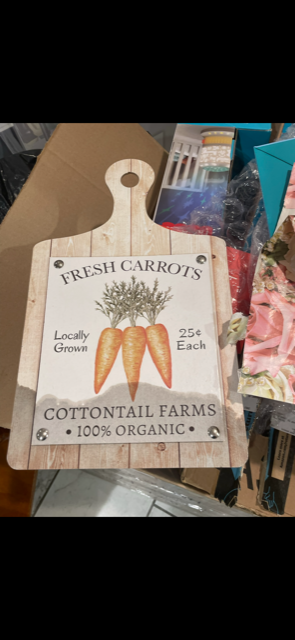 FRESH CARROTS
Locally
Grown
25¢
Each
COTTONTAIL FARMS
• 100% ORGANIC •